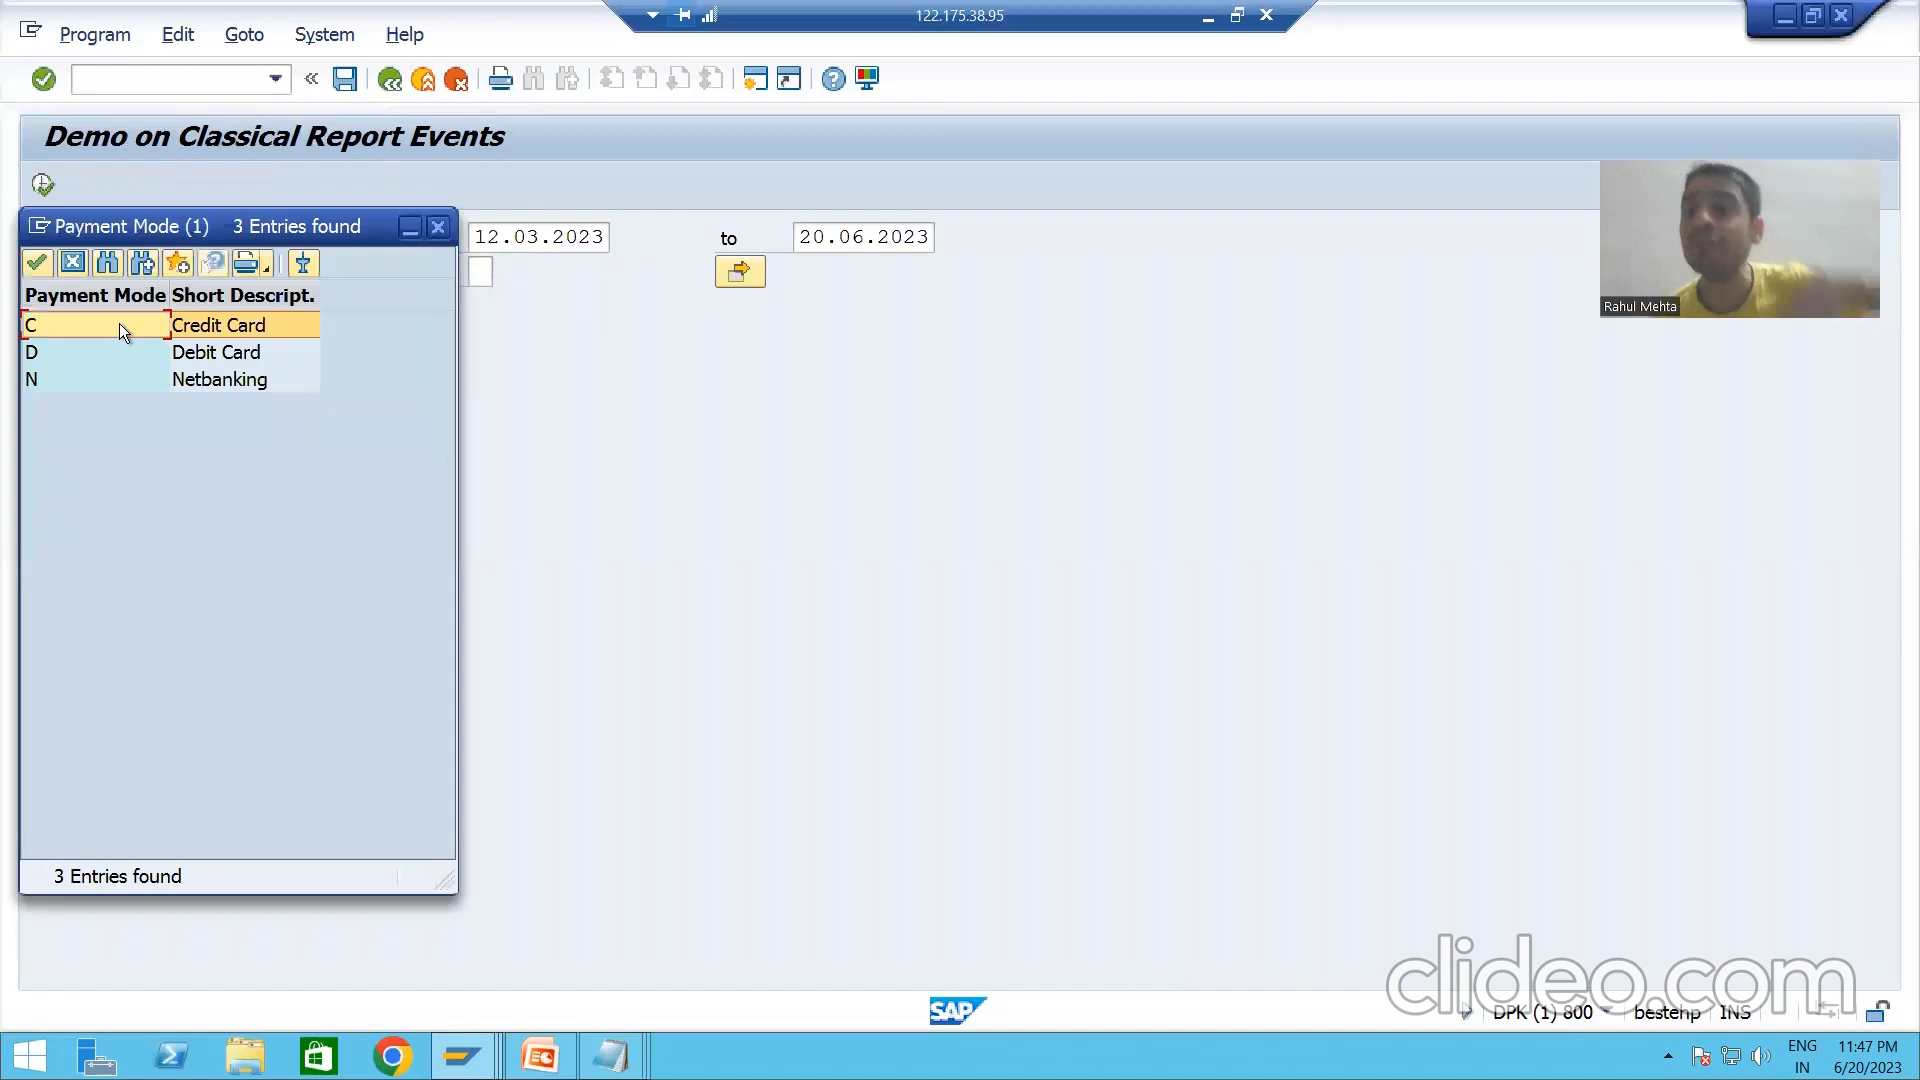 122.175.38.95
Program Edit Goto System Help
Demo on Classical Report Events
Payment Mode (1) 3 Entries found
12.03.2023 to 20.06.2023
Payment Mode Short Descript.
C Credit Card
D Debit Card
N Netbanking
Rahul Mehta
3 Entries found
clideo.com
SAP
DPK (1) 800 bestehp INS
ENG 11:47 PM
IN 6/20/2023